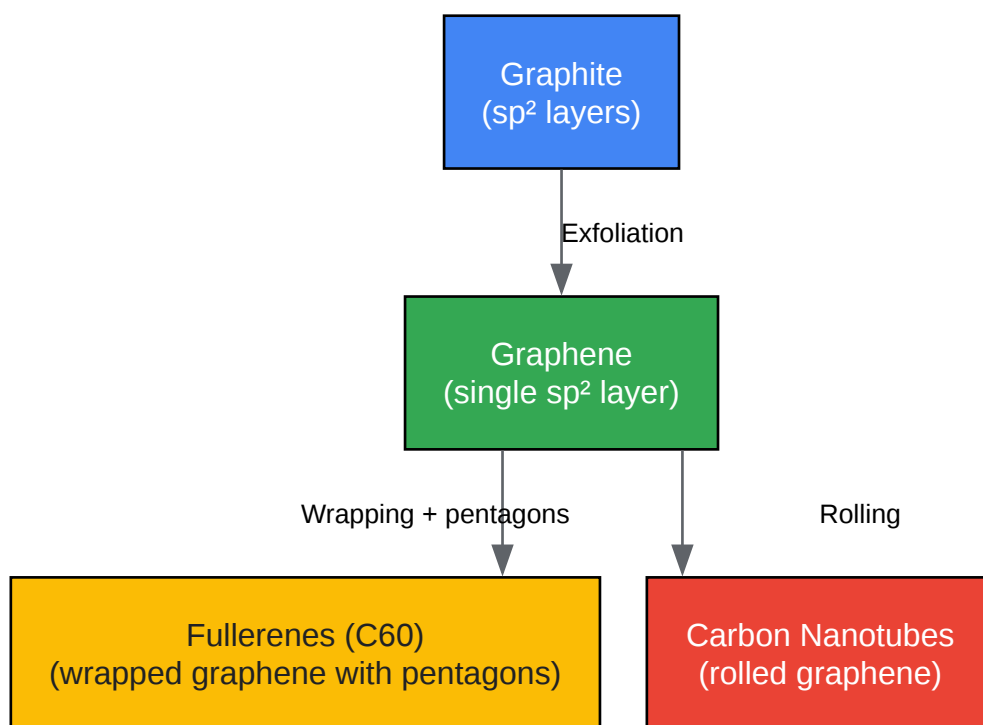 Graphite
(sp² layers)
Exfoliation
Graphene
(single sp² layer)
Wrapping + pentagons
Rolling
Fullerenes (C60)
(wrapped graphene with pentagons)
Carbon Nanotubes
(rolled graphene)